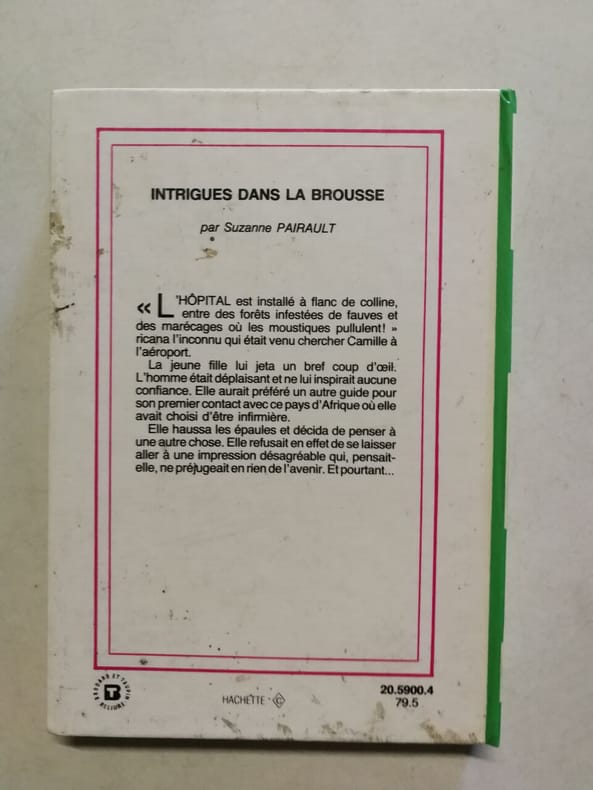 INTRIGUES DANS LA BROUSSE
par Suzanne PAIRAULT
« L'HÔPITAL est installé à flanc de colline,
entre des forêts infestées de fauves et
des marécages où les moustiques pullulent! »
ricana l'inconnu qui était venu chercher Camille à
l'aéroport.
La jeune fille lui jeta un bref coup d'œil.
L'homme était déplaisant et ne lui inspirait aucune
confiance. Elle aurait préféré un autre guide pour
son premier contact avec ce pays d'Afrique où elle
avait choisi d'être infirmière.
Elle haussa les épaules et décida de penser à
une autre chose. Elle refusait en effet de se laisser
aller à une impression désagréable qui, pensait-
elle, ne préjugeait en rien de l'avenir. Et pourtant...
BRODARD ET TAUPIN
RELIURE
HACHETTE
20.5900.4
79.5